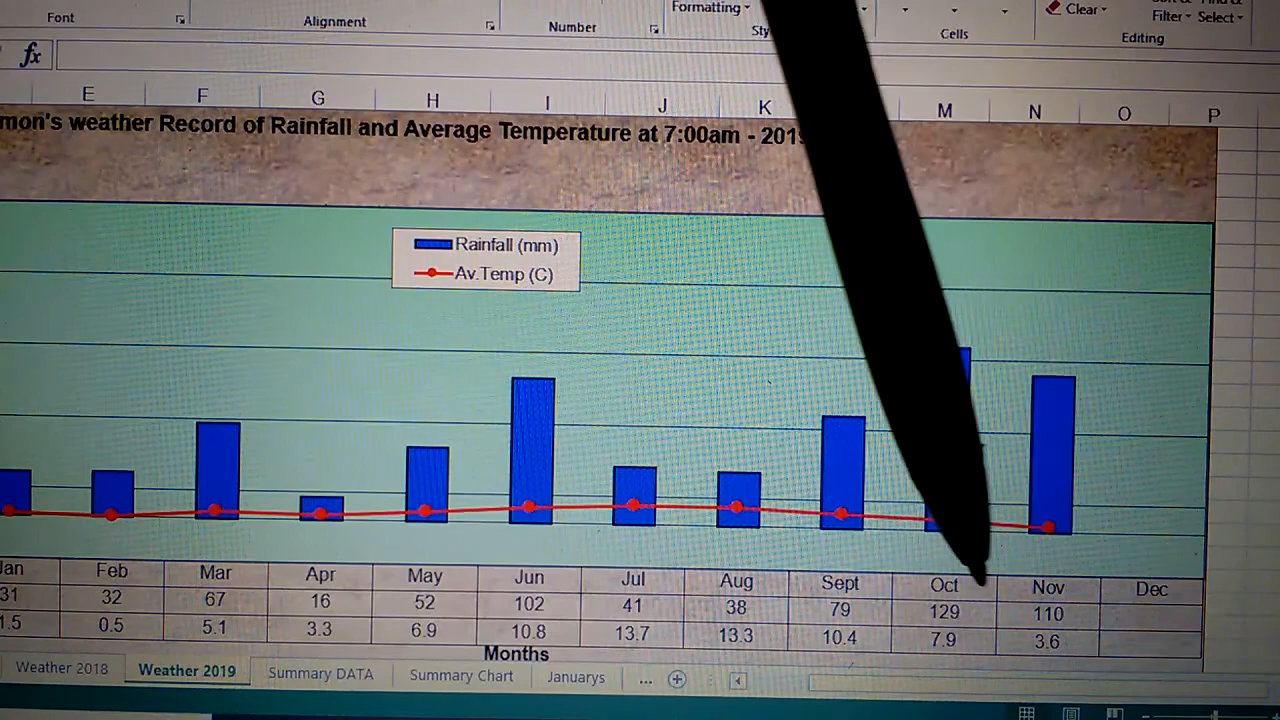 Font
Alignment
Number
Formatting
Cells
Clear
Filter Select
Editing
fx
E F G H I J K M N O P
mon's weather Record of Rainfall and Average Temperature at 7:00am - 201
Rainfall (mm)
Av.Temp (C)
Jan Feb Mar Apr May Jun Jul Aug Sept Oct Nov Dec
31 32 67 16 52 102 41 38 79 129 110
1.5 0.5 5.1 3.3 6.9 10.8 13.7 13.3 10.4 7.9 3.6
Months
Weather 2018 Weather 2019 Summary DATA Summary Chart Januarys ...